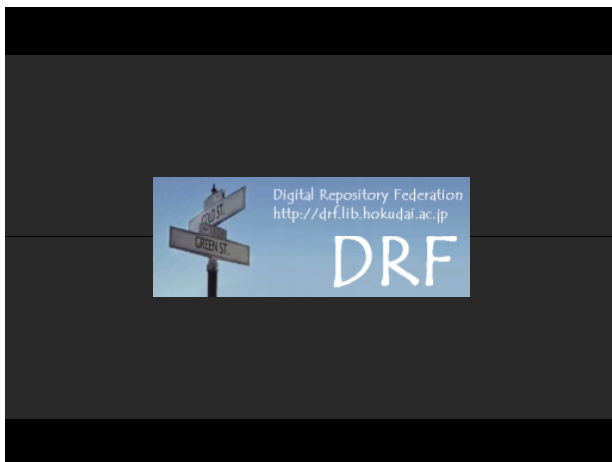 Digital Repository Federation
http://drf.lib.hokudai.ac.jp
GOLD ST.
GREEN ST.
DRF